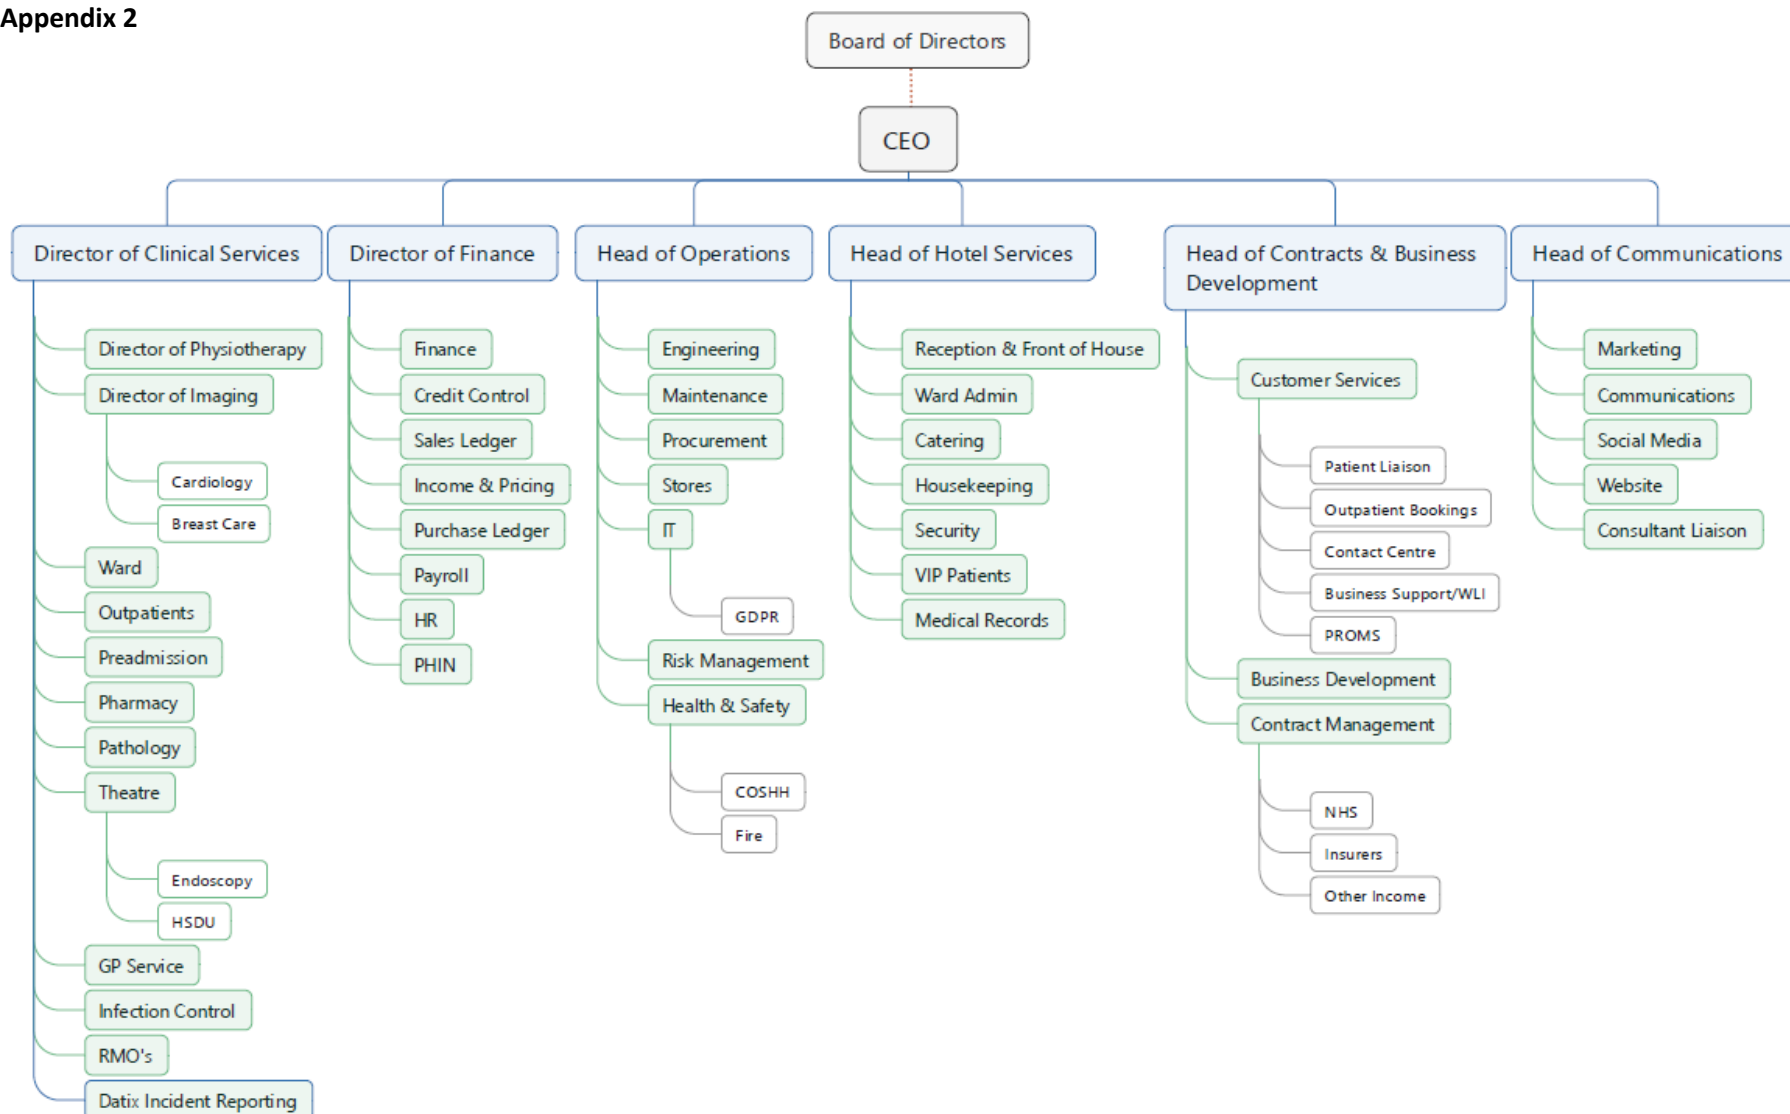 Appendix 2
Board of Directors
CEO
Director of Clinical Services
Director of Physiotherapy
Director of Imaging
Cardiology
Breast Care
Ward
Outpatients
Preadmission
Pharmacy
Pathology
Theatre
Endoscopy
HSDU
GP Service
Infection Control
RMO's
Datix Incident Reporting
Director of Finance
Finance
Credit Control
Sales Ledger
Income & Pricing
Purchase Ledger
Payroll
HR
PHIN
Head of Operations
Engineering
Maintenance
Procurement
Stores
IT
GDPR
Risk Management
Health & Safety
COSHH
Fire
Head of Hotel Services
Reception & Front of House
Ward Admin
Catering
Housekeeping
Security
VIP Patients
Medical Records
Head of Contracts & Business
Development
Customer Services
Patient Liaison
Outpatient Bookings
Contact Centre
Business Support/WLI
PROMS
Business Development
Contract Management
NHS
Insurers
Other Income
Head of Communications
Marketing
Communications
Social Media
Website
Consultant Liaison